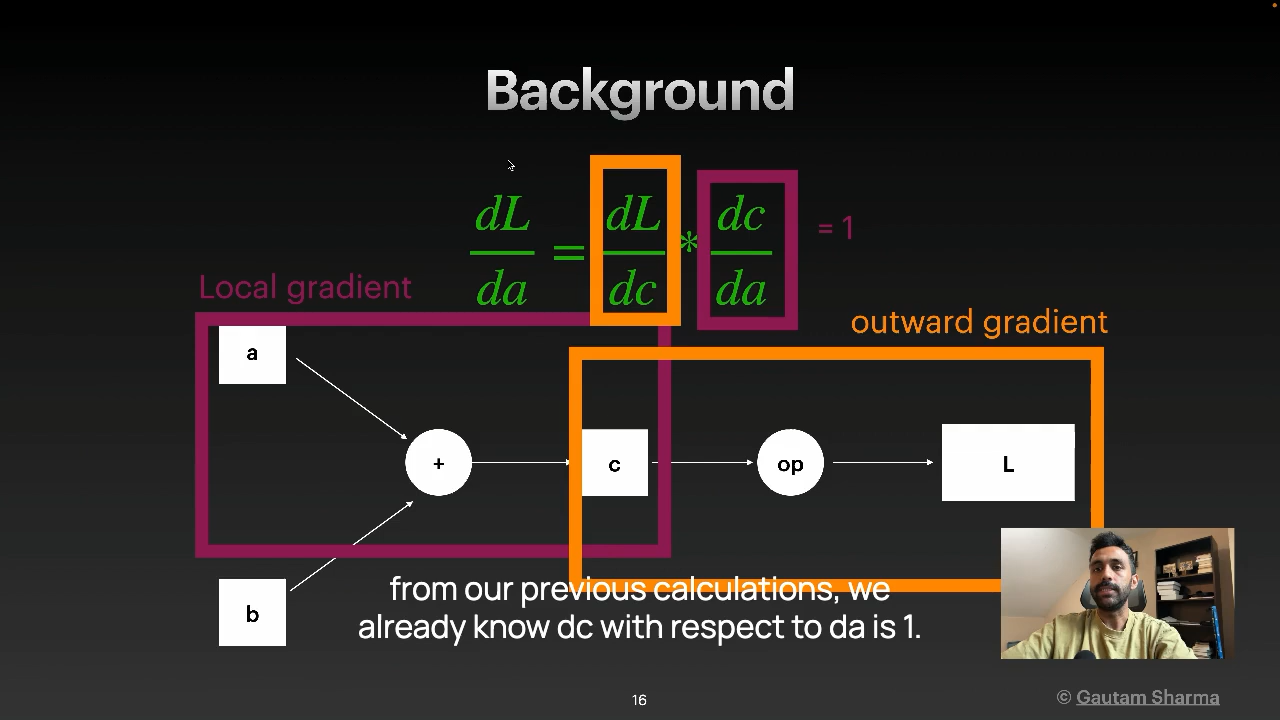 Background
dL/da = dL/dc * dc/da = 1
Local gradient
outward gradient
a
+
c
op
L
b
from our previous calculations, we
already know dc with respect to da is 1.
16
© Gautam Sharma